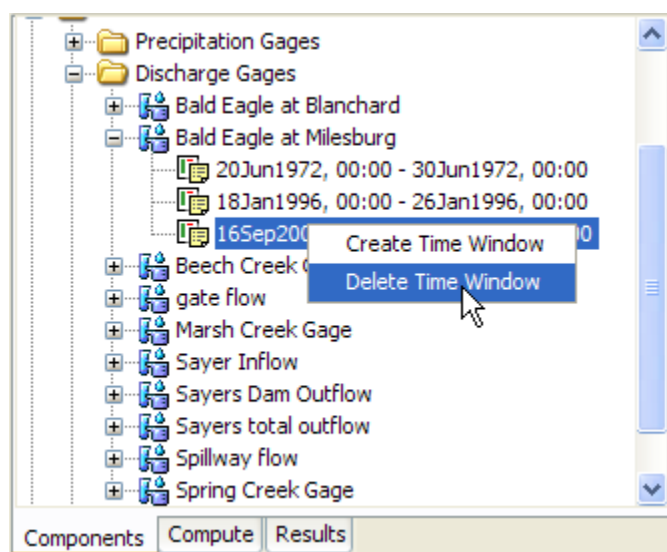 Precipitation Gages
Discharge Gages
Bald Eagle at Blanchard
Bald Eagle at Milesburg
20Jun1972, 00:00 - 30Jun1972, 00:00
18Jan1996, 00:00 - 26Jan1996, 00:00
16Sep200
Create Time Window
Delete Time Window
Beech Creek
gate flow
Marsh Creek Gage
Sayer Inflow
Sayers Dam Outflow
Sayers total outflow
Spillway flow
Spring Creek Gage
Components Compute Results